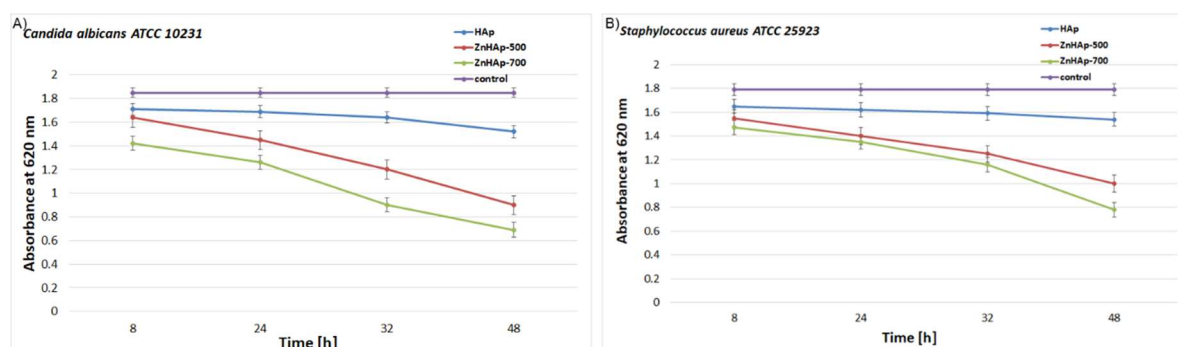 A)
Candida albicans ATCC 10231
HAp
ZnHAp-500
ZnHAp-700
control
Absorbance at 620 nm
2
1.8
1.6
1.4
1.2
1
0.8
0.6
0.4
0.2
0
8 24 32 48
Time [h]
B)
Staphylococcus aureus ATCC 25923
HAp
ZnHAp-500
ZnHAp-700
control
Absorbance at 620 nm
2
1.8
1.6
1.4
1.2
1
0.8
0.6
0.4
0.2
0
8 24 32 48
Time [h]